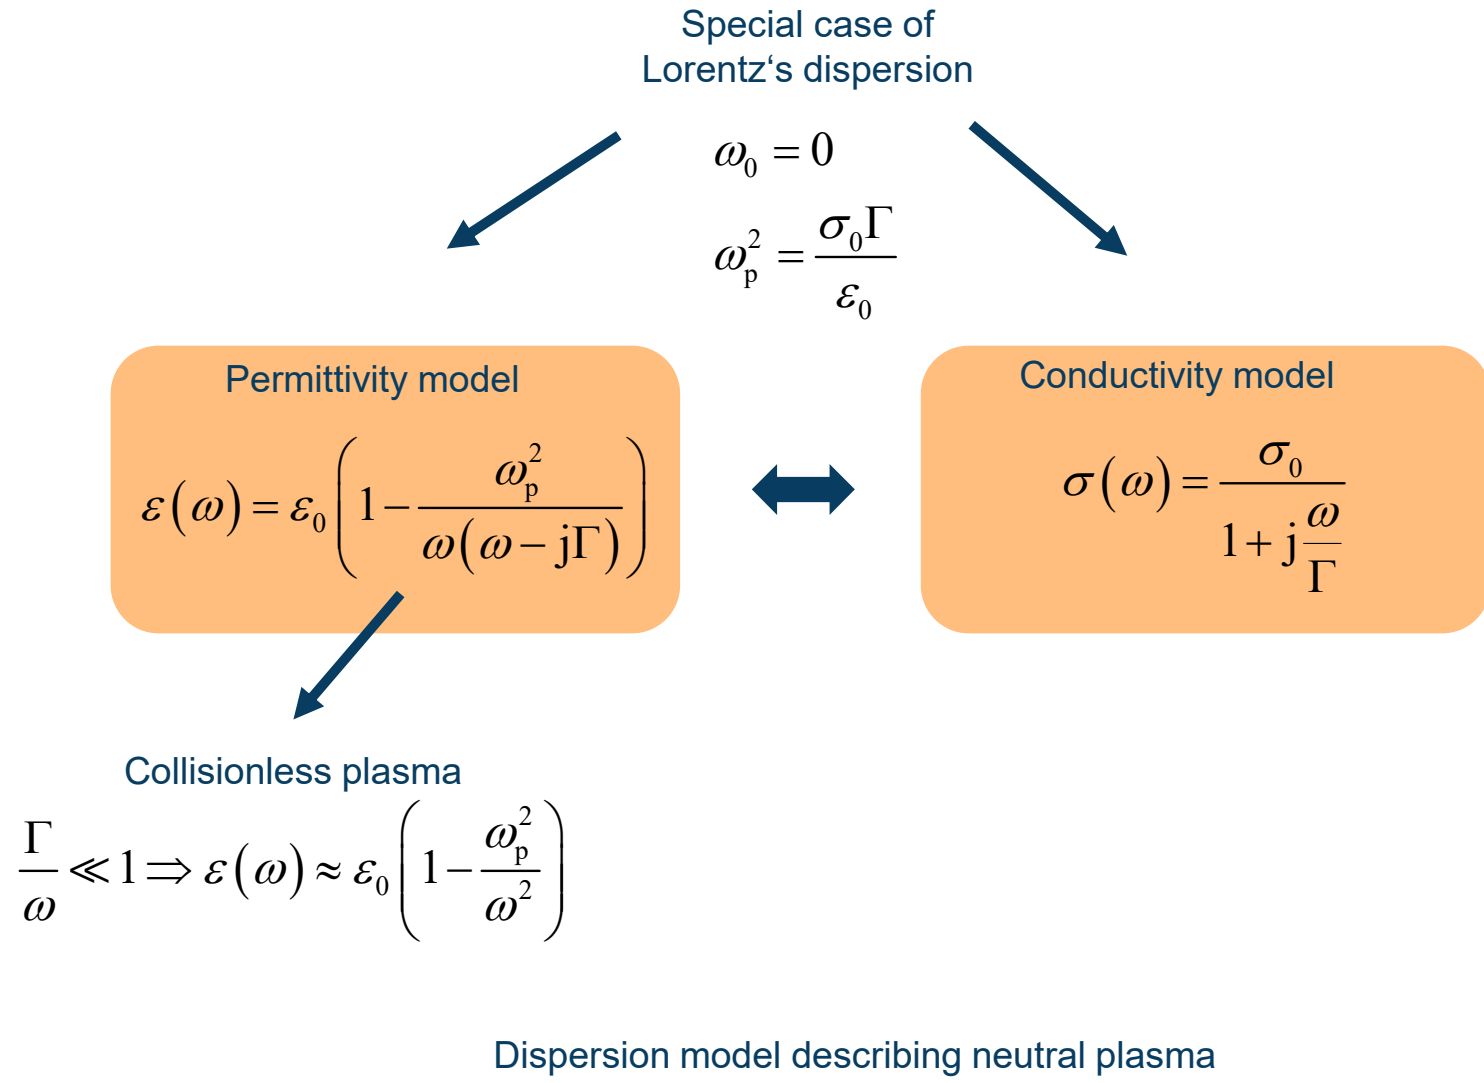 Special case of
Lorentz‘s dispersion
ω₀ = 0
ωₚ² = σ₀Γ / ε₀
Permittivity model
ε(ω) = ε₀(1 − ωₚ² / (ω(ω − jΓ)))
Conductivity model
σ(ω) = σ₀ / (1 + j ω/Γ)
Collisionless plasma
Γ/ω ≪ 1 ⇒ ε(ω) ≈ ε₀(1 − ωₚ²/ω²)
Dispersion model describing neutral plasma